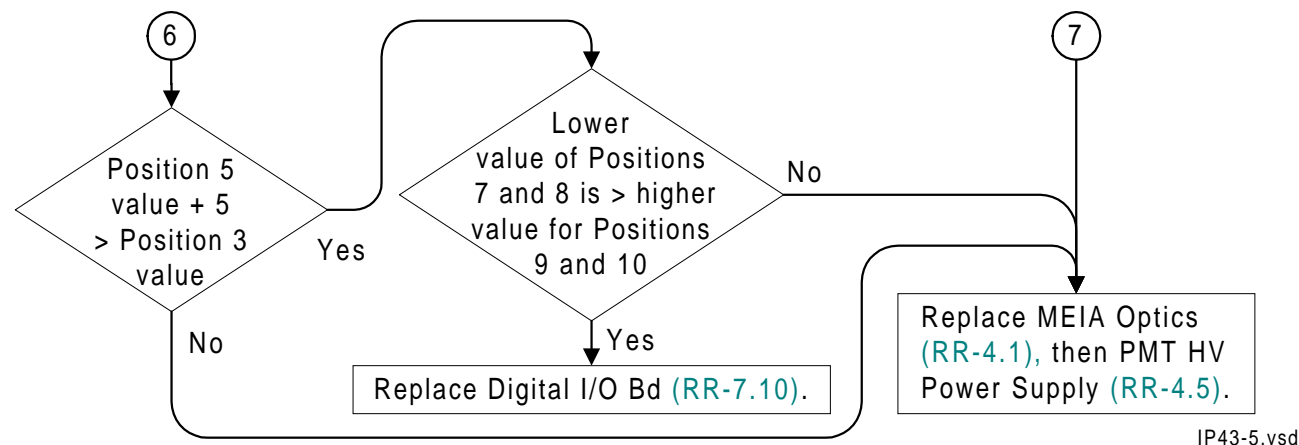 6
7
Position 5
value + 5
> Position 3
value
Yes
No
Lower
value of Positions
7 and 8 is > higher
value for Positions
9 and 10
No
Yes
Replace Digital I/O Bd (RR-7.10).
Replace MEIA Optics
(RR-4.1), then PMT HV
Power Supply (RR-4.5).
IP43-5.vsd